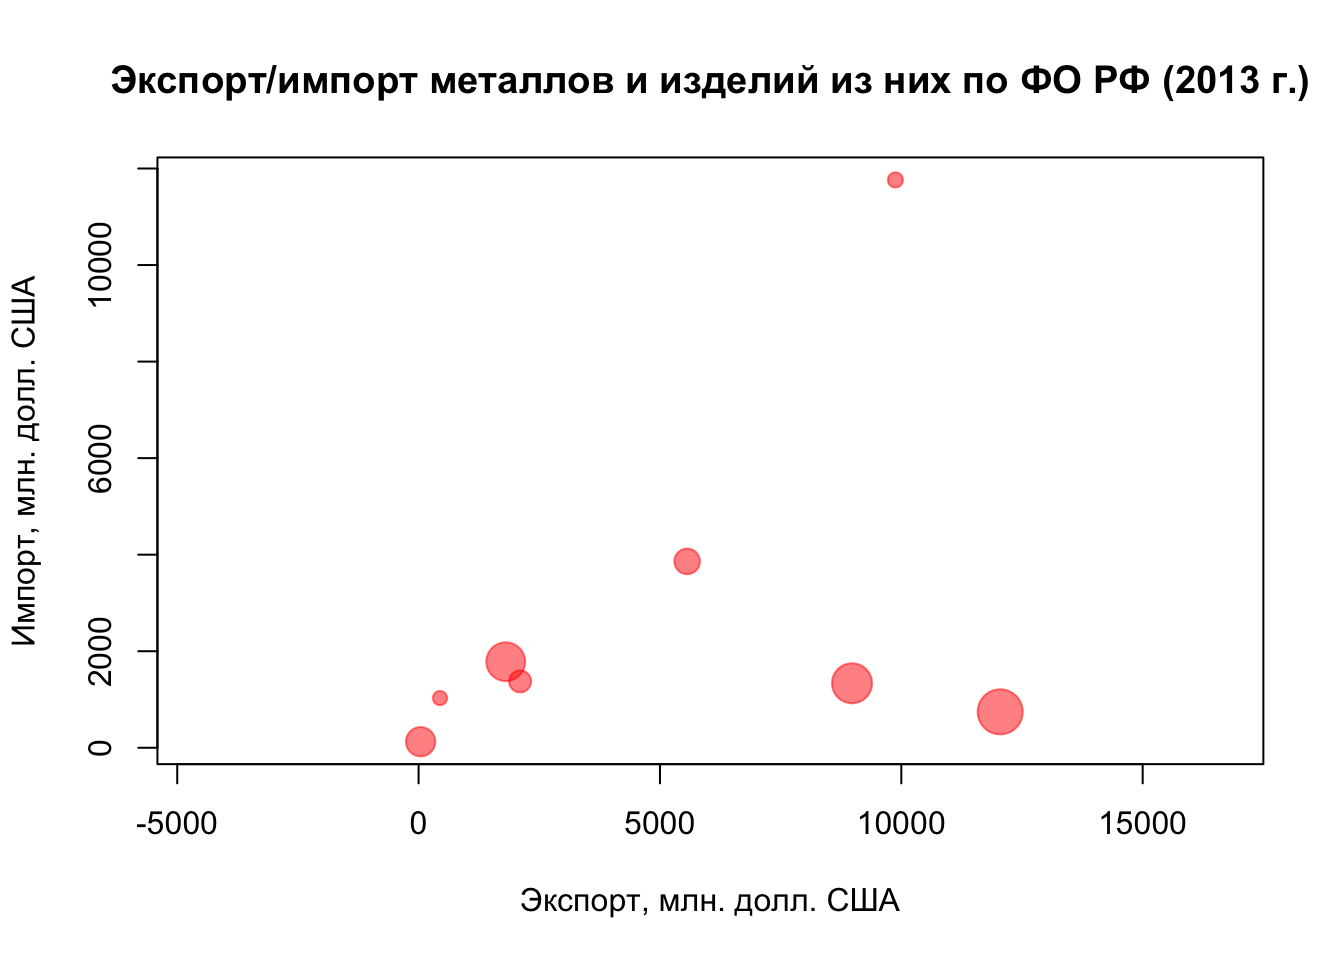 Экспорт/импорт металлов и изделий из них по ФО РФ (2013 г.)
Импорт, млн. долл. США
10000
6000
2000
0
-5000 0 5000 10000 15000
Экспорт, млн. долл. США